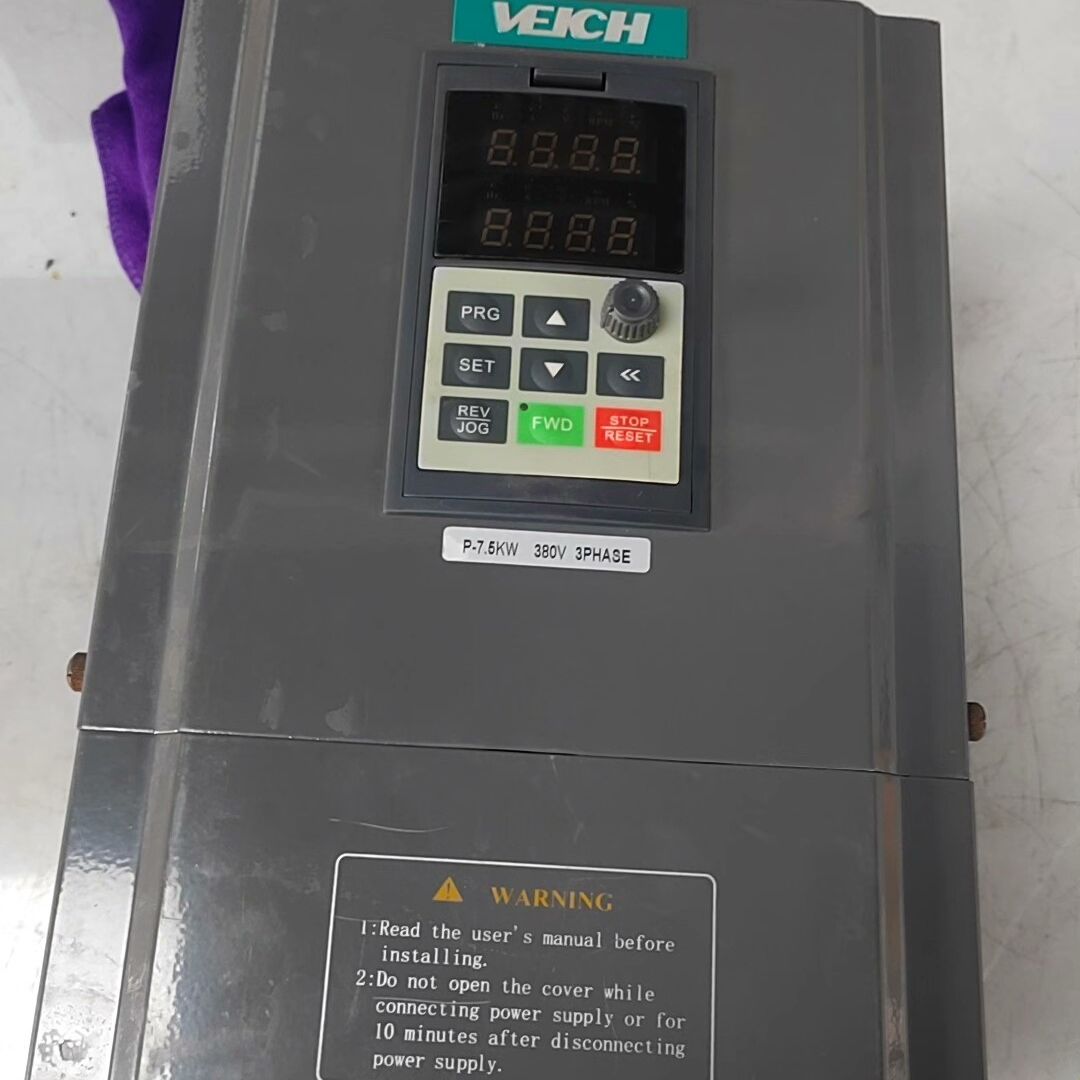 VEICH
8.8.8.8.
8.8.8.8.
PRG ▲
SET ▼ «
REV/JOG FWD STOP/RESET
P-7.5KW 380V 3PHASE
WARNING
1:Read the user's manual before
installing.
2:Do not open the cover while
connecting power supply or for
10 minutes after disconnecting
power supply.